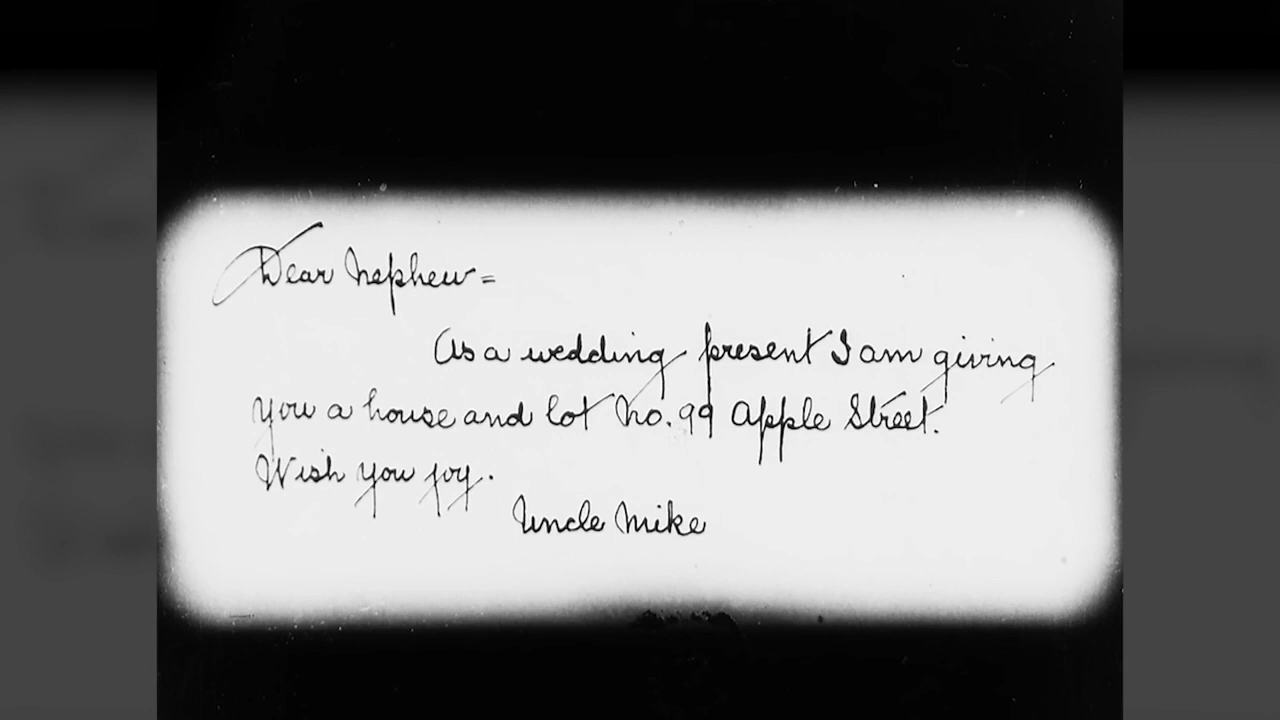 Dear Nephew=
As a wedding present I am giving
you a house and lot No. 99 Apple Street.
Wish you joy.
Uncle Mike